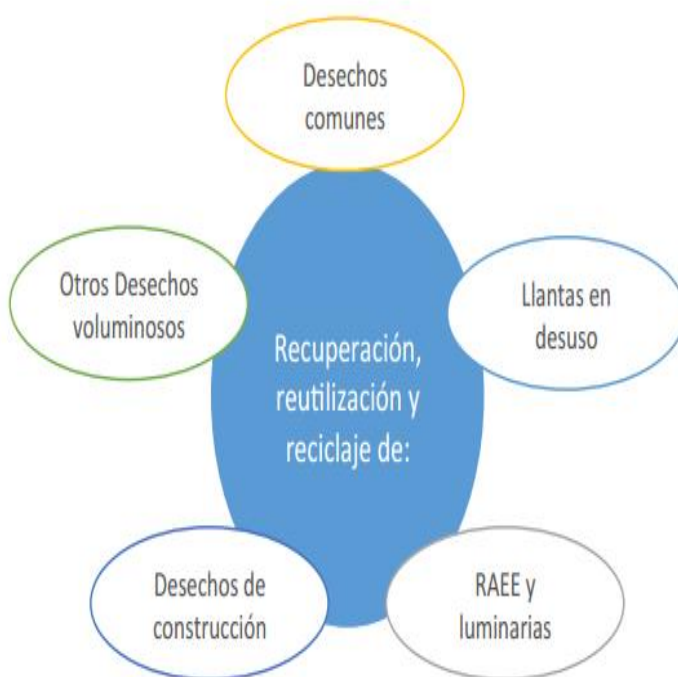 Desechos
comunes
Otros Desechos
voluminosos
Llantas en
desuso
Recuperación,
reutilización y
reciclaje de:
Desechos de
construcción
RAEE y
luminarias